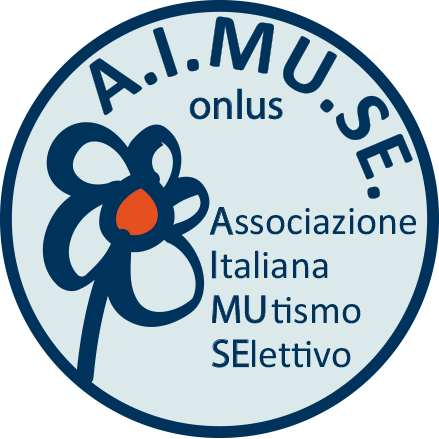 A.I.MU.SE.
onlus
Associazione
Italiana
MUtismo
SElettivo